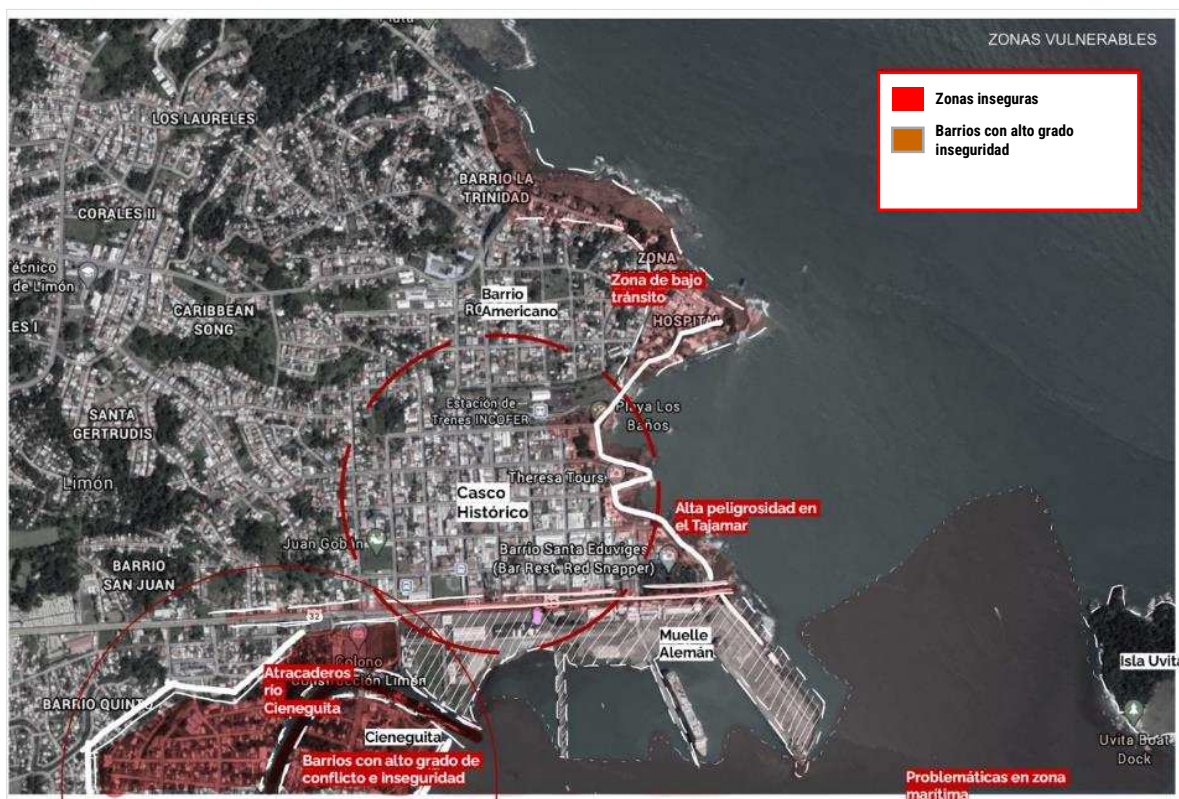 ZONAS VULNERABLES
Zonas inseguras
Barrios con alto grado
inseguridad
LOS LAURELES
BARRIO LA
TRINIDAD
CORALES II
ZONA
Zona de bajo
tránsito
écnico
de Limón
Barrio
Americano
CARIBBEAN
SONG
HOSPITAL
Estación de
Trenes INCOFER
Playa Los
Baños
SANTA
GERTRUDIS
Theresa Tours
Limón
Casco
Histórico
Alta peligrosidad en
el Tajamar
Juan Gobán
Barrio Santa Eduviges
(Bar Rest. Red Snapper)
BARRIO
SAN JUAN
32
Muelle
Alemán
Isla Uvita
Colono
Construcción Limón
Atracaderos
río
Cieneguita
BARRIO QUINTO
Cieneguita
Barrios con alto grado de
conflicto e inseguridad
Uvita Boat
Dock
Problemáticas en zona
marítima